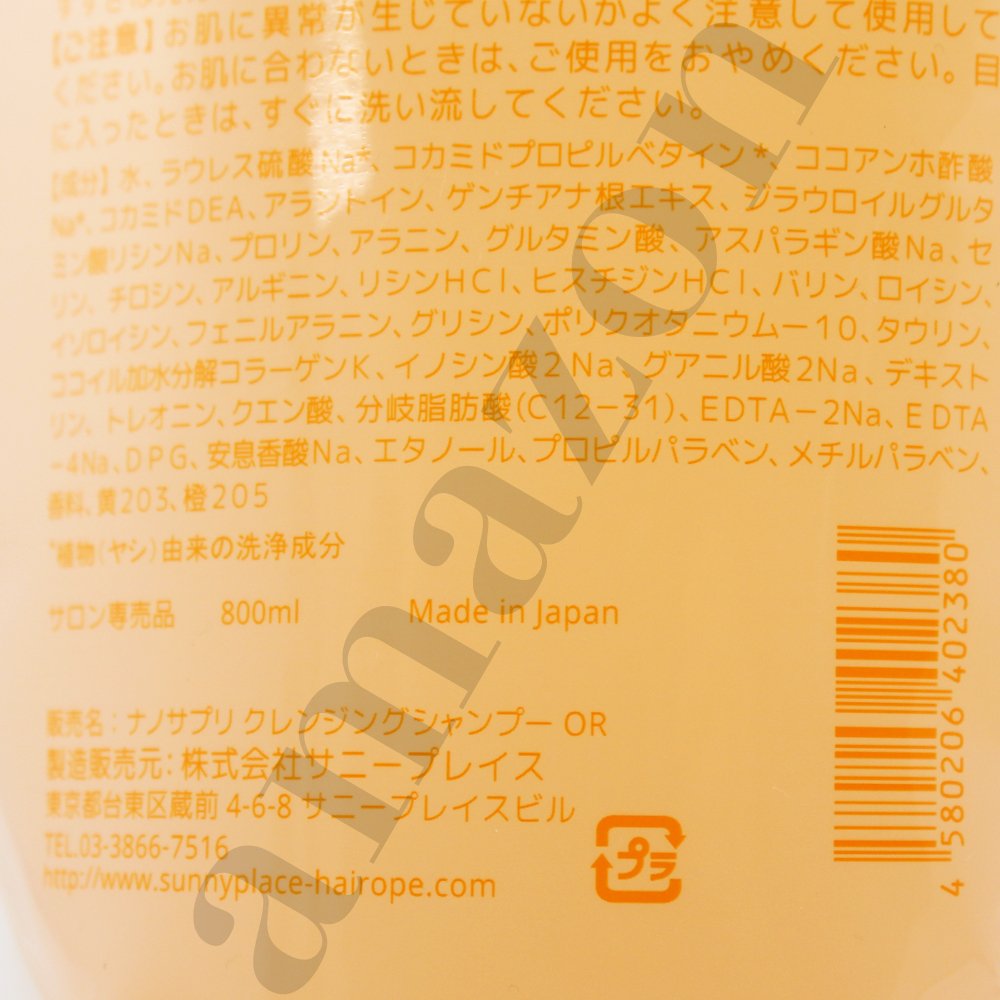 【ご注意】お肌に異常が生じていないかよく注意して使用して
ください。お肌に合わないときは、ご使用をおやめください。目
に入ったときは、すぐに洗い流してください。
【成分】水、ラウレス硫酸Na*、コカミドプロピルベタイン*、ココアンホ酢酸
Na*、コカミドDEA、アラントイン、ゲンチアナ根エキス、ジラウロイルグルタ
ミン酸リシンNa、プロリン、アラニン、グルタミン酸、アスパラギン酸Na、セ
リン、チロシン、アルギニン、リシンHCl、ヒスチジンHCl、バリン、ロイシン、
イソロイシン、フェニルアラニン、グリシン、ポリクオタニウムー10、タウリン、
ココイル加水分解コラーゲンK、イノシン酸2Na、グアニル酸2Na、デキスト
リン、トレオニン、クエン酸、分岐脂肪酸(C12－31)、EDTA－2Na、EDTA
－4Na、DPG、安息香酸Na、エタノール、プロピルパラベン、メチルパラベン、
香料、黄203、橙205
*植物(ヤシ)由来の洗浄成分
サロン専売品 800ml Made in Japan
販売名：ナノサプリ クレンジングシャンプー OR
製造販売元：株式会社サニープレイス
東京都台東区蔵前 4-6-8 サニープレイスビル
TEL.03-3866-7516
http://www.sunnyplace-hairope.com
プラ
4 580206 402380
amazon